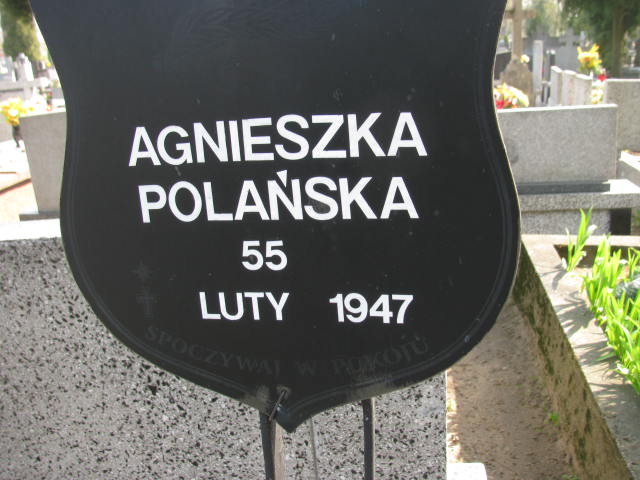 AGNIESZKA
POLAŃSKA
55
LUTY 1947
SPOCZYWAJ W POKOJU